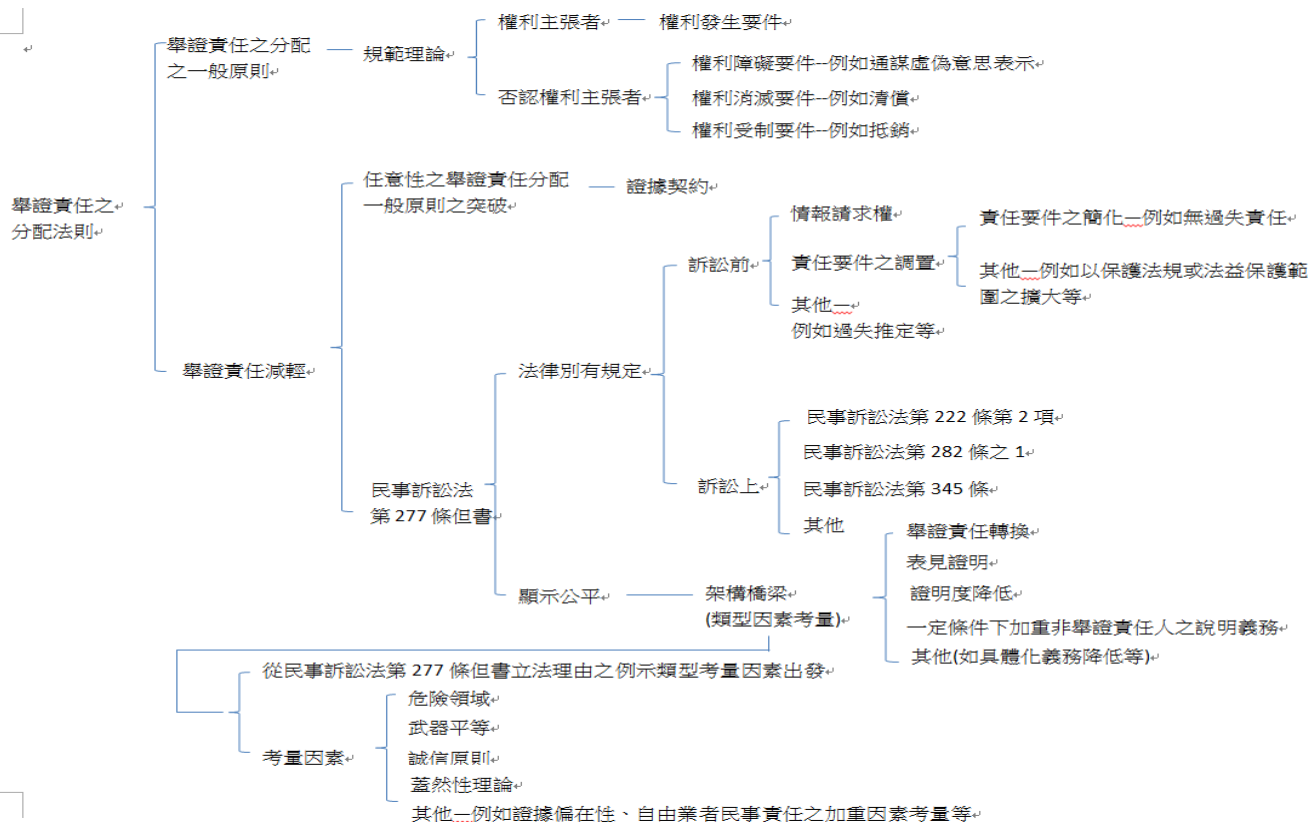 權利主張者
權利發生要件
舉證責任之分配
之一般原則
規範理論
權利障礙要件--例如通謀虛偽意思表示
否認權利主張者
權利消滅要件--例如清償
權利受制要件--例如抵銷
任意性之舉證責任分配
一般原則之突破
證據契約
舉證責任之
分配法則
情報請求權
責任要件之簡化—例如無過失責任
訴訟前
責任要件之調置
其他—例如以保護法規或法益保護範
圍之擴大等
其他—
例如過失推定等
舉證責任減輕
法律別有規定
民事訴訟法第 222 條第 2 項
民事訴訟法第 282 條之 1
訴訟上
民事訴訟法第 345 條
其他
民事訴訟法
第 277 條但書
舉證責任轉換
表見證明
顯示公平
架構橋梁
(類型因素考量)
證明度降低
一定條件下加重非舉證責任人之說明義務
其他(如具體化義務降低等)
從民事訴訟法第 277 條但書立法理由之例示類型考量因素出發
危險領域
武器平等
考量因素
誠信原則
蓋然性理論
其他—例如證據偏在性、自由業者民事責任之加重因素考量等